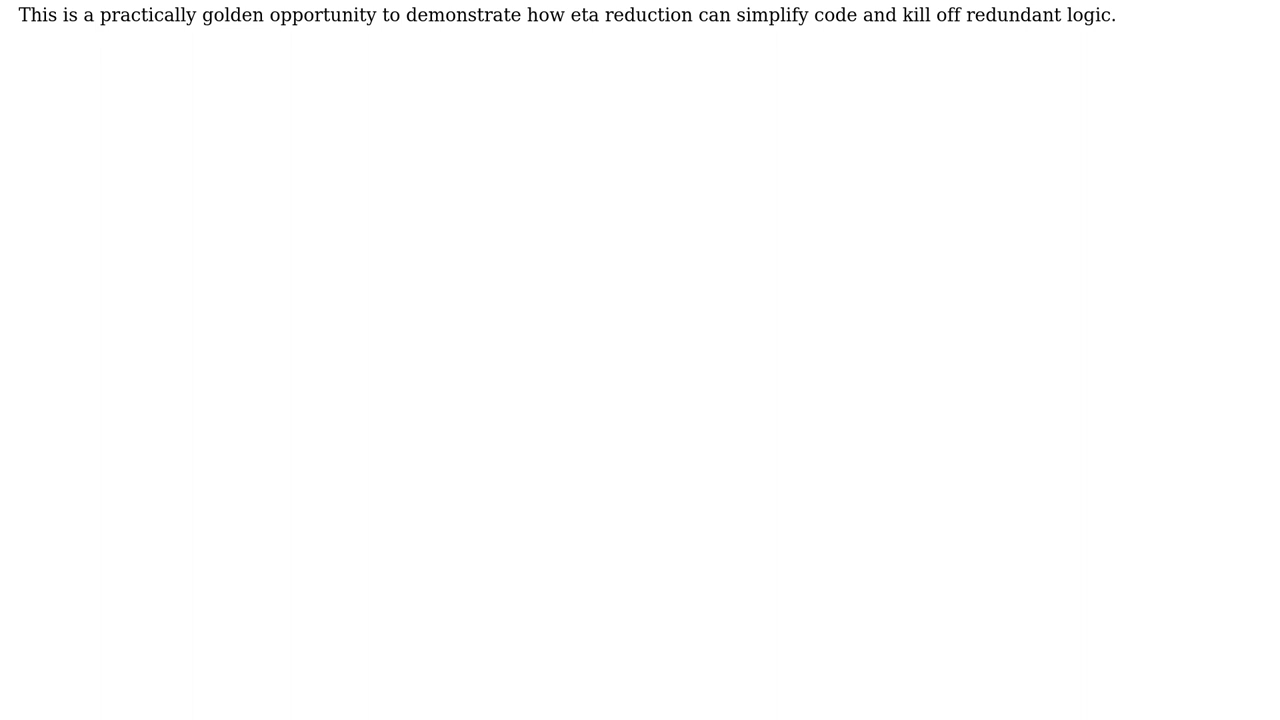 This is a practically golden opportunity to demonstrate how eta reduction can simplify code and kill off redundant logic.